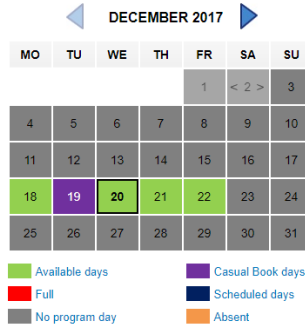 DECEMBER 2017
MO TU WE TH FR SA SU
1 < 2 > 3
4 5 6 7 8 9 10
11 12 13 14 15 16 17
18 19 20 21 22 23 24
25 26 27 28 29 30 31
Available days Casual Book days
Full Scheduled days
No program day Absent